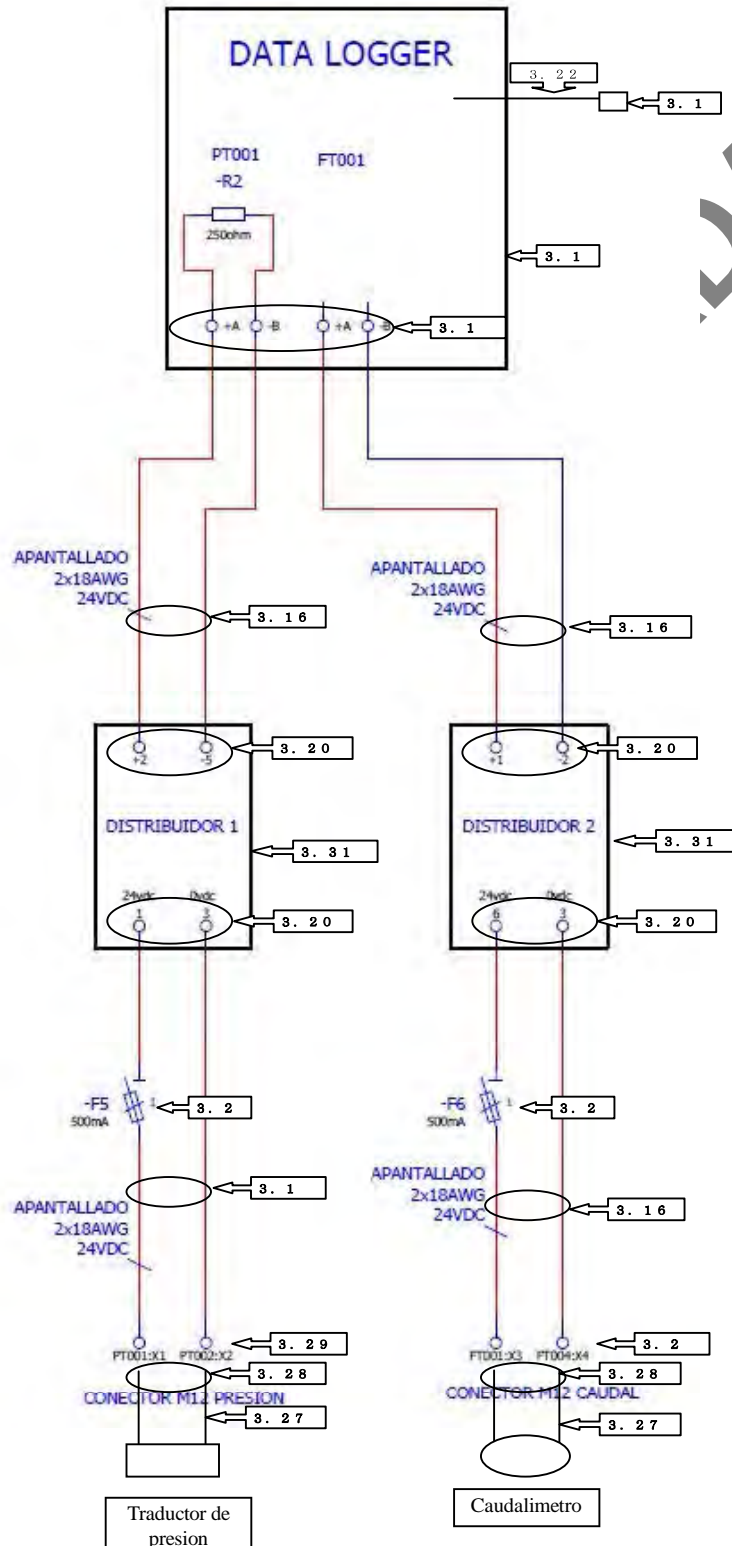 DATA LOGGER
3. 22
3. 1
PT001
FT001
-R2
250ohm
3. 1
+A
-B
+A
-B
3. 1
APANTALLADO
2x18AWG
24VDC
3. 16
APANTALLADO
2x18AWG
24VDC
3. 16
+2
-5
3. 20
+1
-2
3. 20
DISTRIBUIDOR 1
3. 31
DISTRIBUIDOR 2
3. 31
24vdc
0vdc
1
3
3. 20
24vdc
0vdc
6
3
3. 20
-F5
500mA
1
3. 2
-F6
500mA
1
3. 2
3. 1
APANTALLADO
2x18AWG
24VDC
APANTALLADO
2x18AWG
24VDC
3. 16
3. 29
PT001:X1
PT002:X2
3. 28
CONECTOR M12 PRESION
3. 27
3. 2
FT001:X3
PT004:X4
3. 28
CONECTOR M12 CAUDAL
3. 27
Traductor de
presion
Caudalimetro